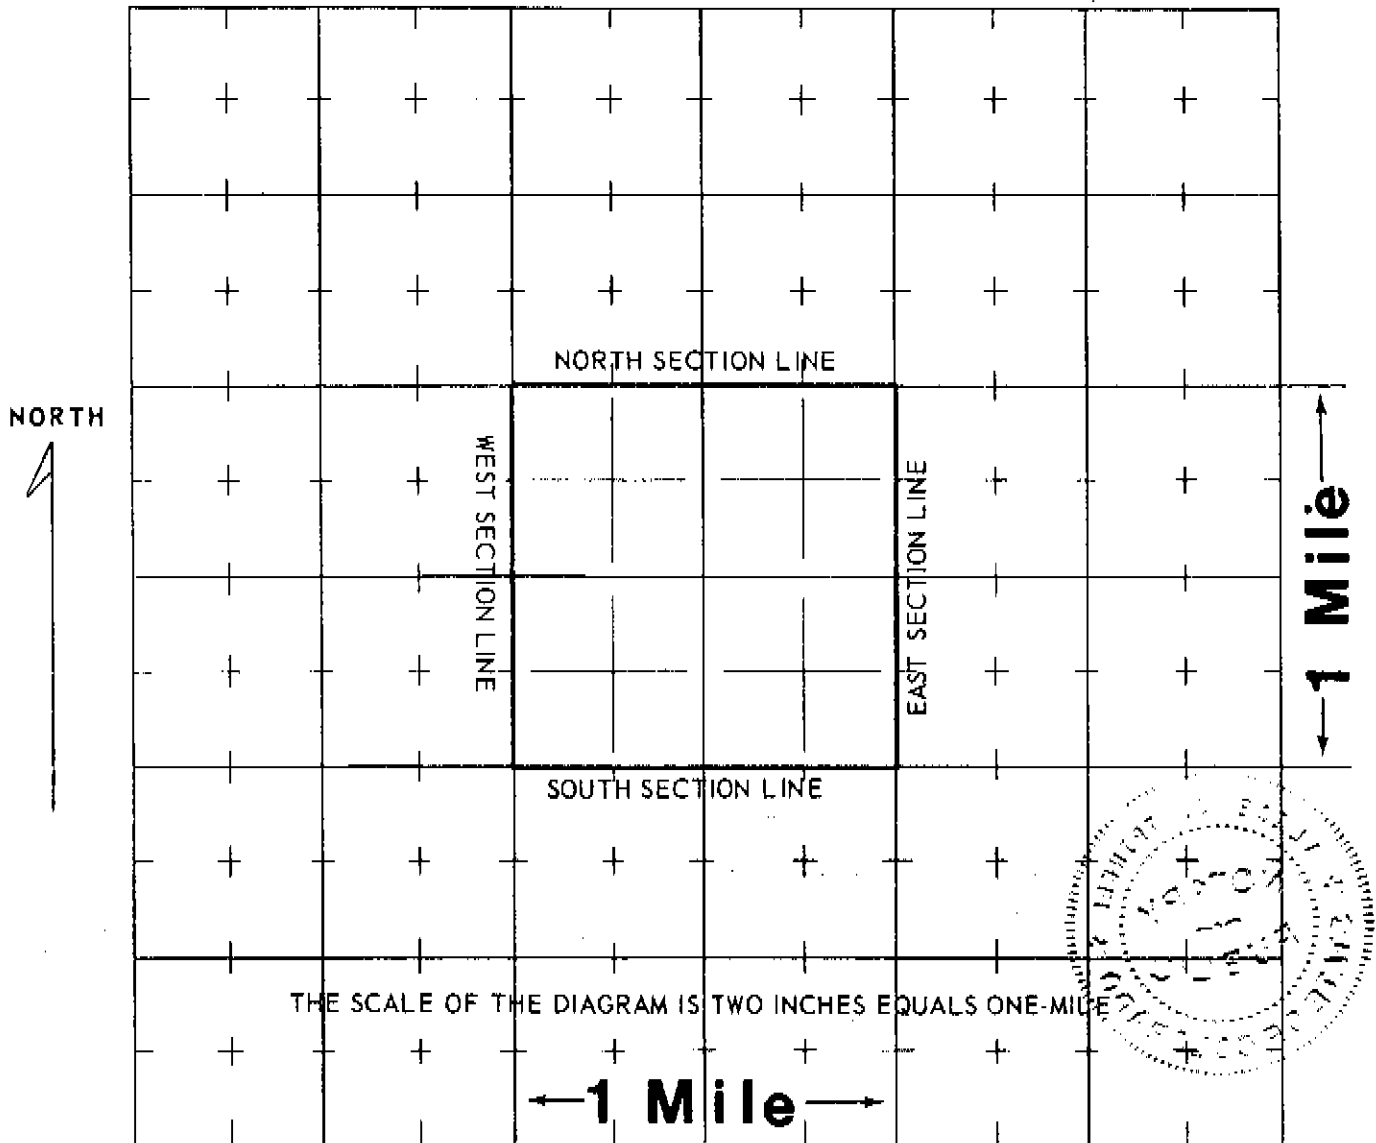 NORTH SECTION LINE
NORTH
WEST SECTION LINE
EAST SECTION LINE
1 Mile
SOUTH SECTION LINE
THE SCALE OF THE DIAGRAM IS TWO INCHES EQUALS ONE-MILE
1 Mile